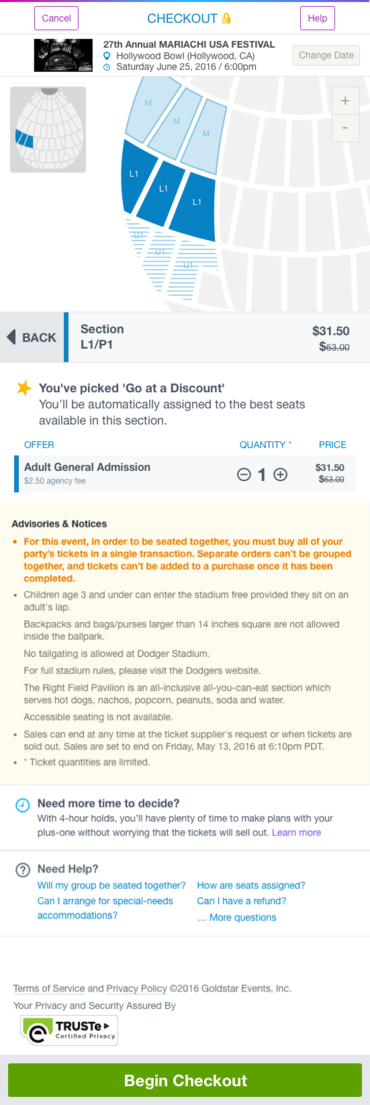 Cancel
CHECKOUT
Help
27th Annual MARIACHI USA FESTIVAL
Hollywood Bowl (Hollywood, CA)
Saturday June 25, 2016 / 6:00pm
Change Date
M
M
M
+
-
L1
L1
L1
U1
U1
U1
BACK
Section
L1/P1
$31.50
$63.00
You've picked 'Go at a Discount'
You'll be automatically assigned to the best seats
available in this section.
OFFER
QUANTITY *
PRICE
Adult General Admission
$2.50 agency fee
1
$31.50
$63.00
Advisories & Notices
• For this event, in order to be seated together, you must buy all of your
party's tickets in a single transaction. Separate orders can't be grouped
together, and tickets can't be added to a purchase once it has been
completed.
• Children age 3 and under can enter the stadium free provided they sit on an
adult's lap.
Backpacks and bags/purses larger than 14 inches square are not allowed
inside the ballpark.
No tailgating is allowed at Dodger Stadium.
For full stadium rules, please visit the Dodgers website.
The Right Field Pavilion is an all-inclusive all-you-can-eat section which
serves hot dogs, nachos, popcorn, peanuts, soda and water.
Accessible seating is not available.
• Sales can end at any time at the ticket supplier's request or when tickets are
sold out. Sales are set to end on Friday, May 13, 2016 at 6:10pm PDT.
• * Ticket quantities are limited.
Need more time to decide?
With 4-hour holds, you'll have plenty of time to make plans with your
plus-one without worrying that the tickets will sell out. Learn more
Need Help?
Will my group be seated together?
How are seats assigned?
Can I arrange for special-needs
accommodations?
Can I have a refund?
... More questions
Terms of Service and Privacy Policy ©2016 Goldstar Events, Inc.
Your Privacy and Security Assured By
TRUSTe
Certified Privacy
Begin Checkout